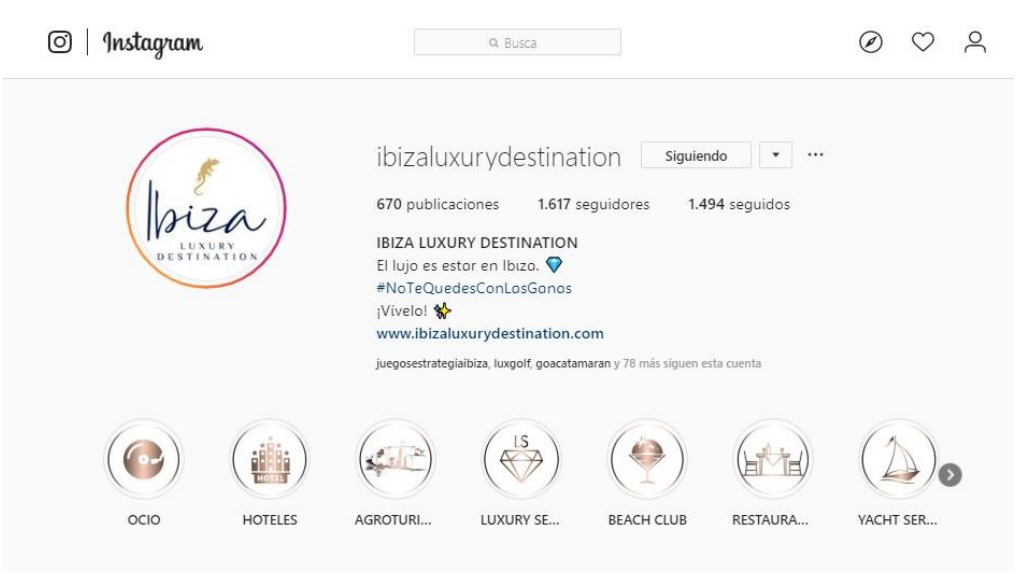 Instagram
Busca
Ibiza
LUXURY
DESTINATION
ibizaluxurydestination Siguiendo
670 publicaciones 1.617 seguidores 1.494 seguidos
IBIZA LUXURY DESTINATION
El lujo es estar en Ibiza. 💎
#NoTeQuedesConLasGanas
¡Vívelo! ✨
www.ibizaluxurydestination.com
juegosestrategiaibiza, luxgolf, goacatamaran y 78 más siguen esta cuenta
HOTEL
LS
OCIO HOTELES AGROTURI... LUXURY SE... BEACH CLUB RESTAURA... YACHT SER...